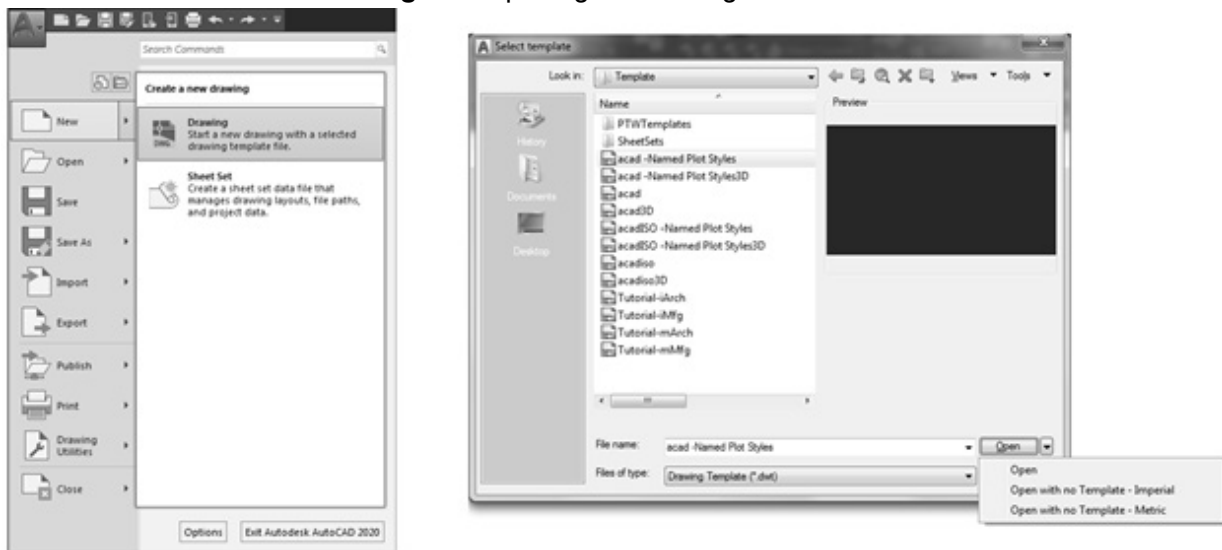 A
Search Commands
Create a new drawing
New
Drawing
Start a new drawing with a selected
drawing template file.
DWG
Open
Sheet Set
Create a sheet set data file that
manages drawing layouts, file paths,
and project data.
Save
Save As
Import
Export
Publish
Print
Drawing
Utilities
Close
Options
Exit Autodesk AutoCAD 2020
A Select template
Look in:
Template
Views
Tools
Name
Preview
History
Documents
Desktop
PTWTemplates
SheetSets
acad -Named Plot Styles
acad -Named Plot Styles3D
acad
acad3D
acadISO -Named Plot Styles
acadISO -Named Plot Styles3D
acadiso
acadiso3D
Tutorial-iArch
Tutorial-iMfg
Tutorial-mArch
Tutorial-mMfg
File name:
acad -Named Plot Styles
Open
Files of type:
Drawing Template (*.dwt)
Open
Open with no Template - Imperial
Open with no Template - Metric